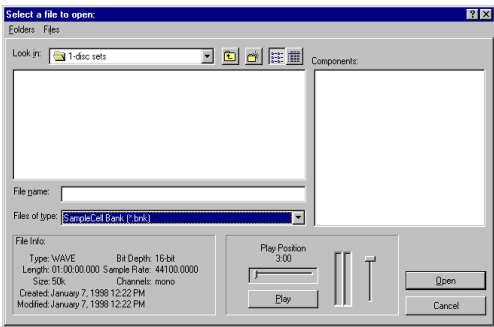 Select a file to open:
Folders Files
Look in: 1-disc sets
Components:
File name:
Files of type: SampleCell Bank (*.bnk)
File Info:
Type: WAVE Bit Depth: 16-bit
Length: 01:00:00.000 Sample Rate: 44100.0000
Size: 50k Channels: mono
Created: January 7, 1998 12:22 PM
Modified: January 7, 1998 12:22 PM
Play Position
3:00
Play
Open
Cancel